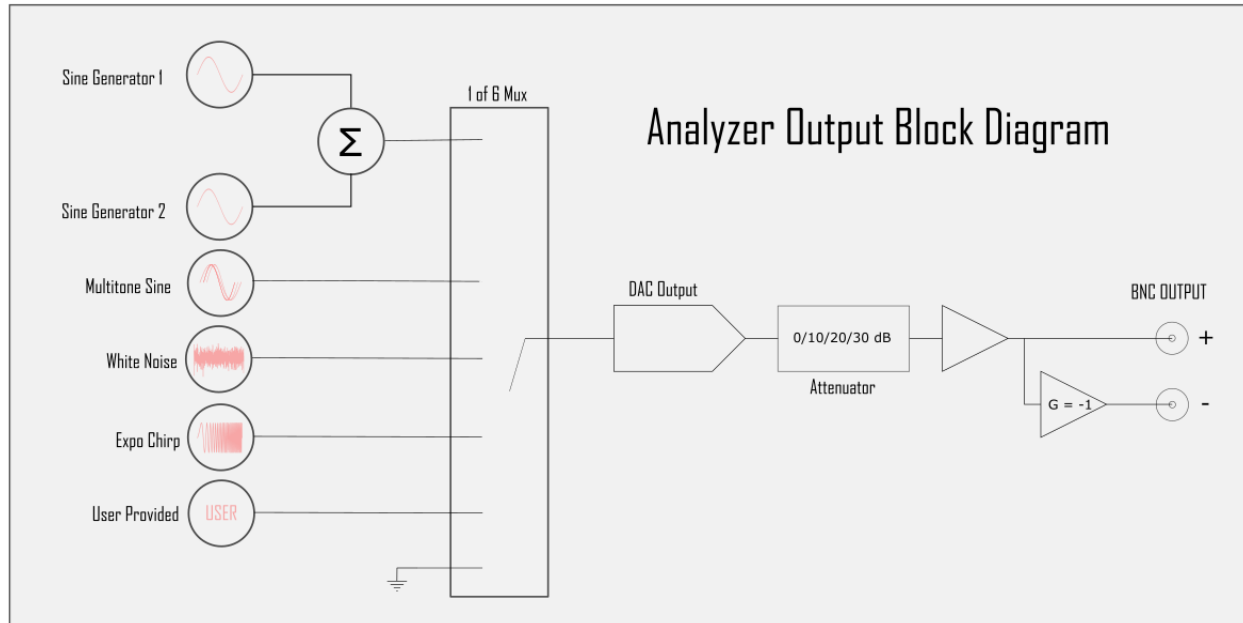 Analyzer Output Block Diagram
Sine Generator 1
Σ
Sine Generator 2
Multitone Sine
White Noise
Expo Chirp
User Provided
USER
1 of 6 Mux
DAC Output
0/10/20/30 dB
Attenuator
G = -1
BNC OUTPUT
+
-